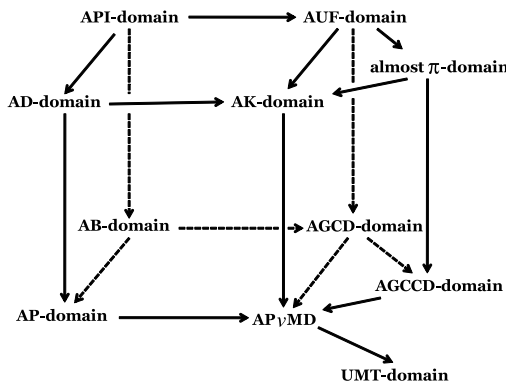 API-domain
AUF-domain
almost π-domain
AD-domain
AK-domain
AB-domain
AGCD-domain
AGCCD-domain
AP-domain
APνMD
UMT-domain